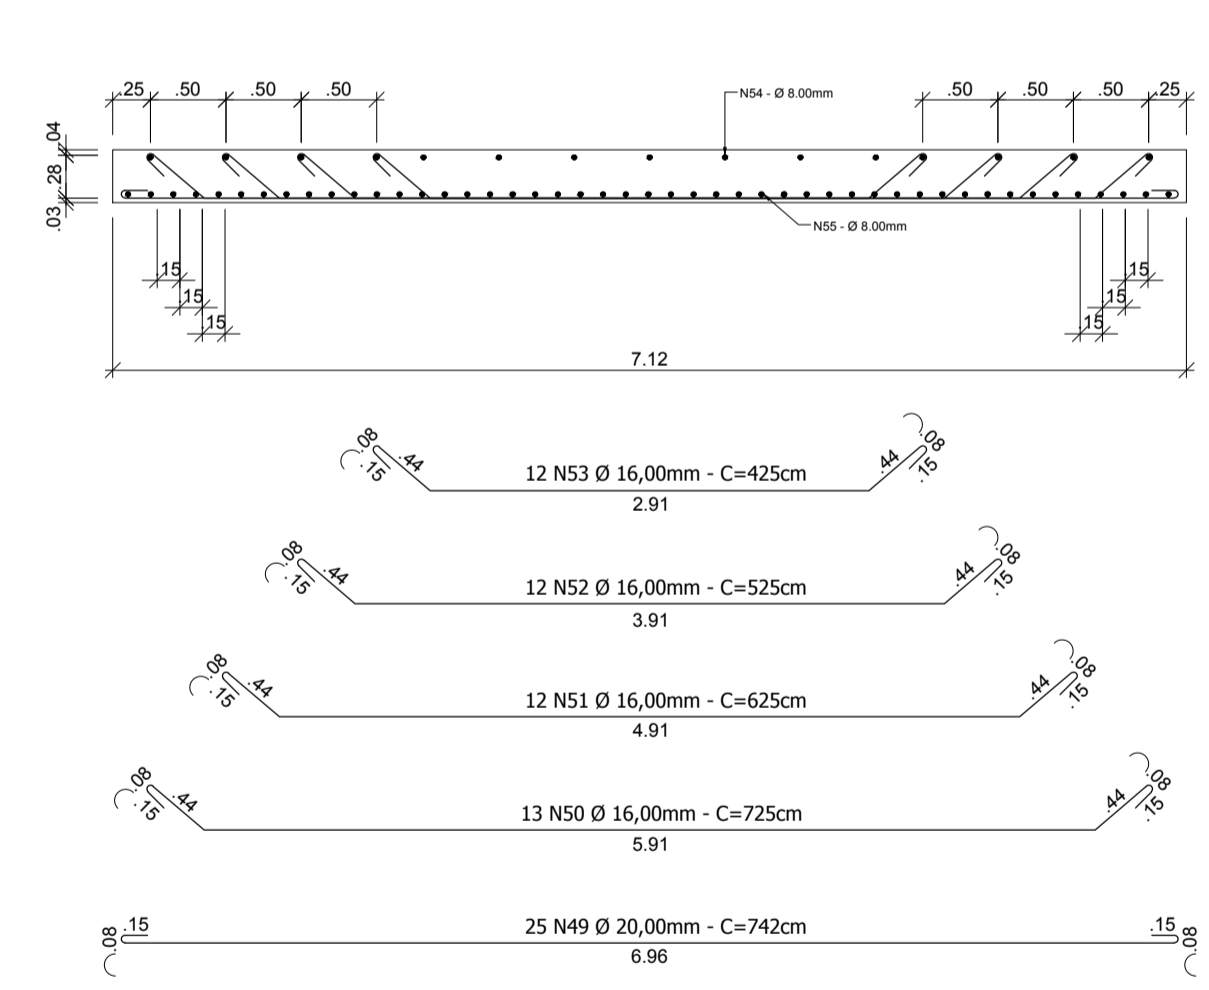 .25 .50 .50 .50 .50 .50 .50 .25
N54 - Ø 8.00mm
.04
.28
.03
N55 - Ø 8.00mm
.15 .15
.15 .15
.15 .15
7.12
.08 .15 .44 12 N53 Ø 16,00mm - C=425cm .44 .08 .15
2.91
.08 .15 .44 12 N52 Ø 16,00mm - C=525cm .44 .08 .15
3.91
.08 .15 .44 12 N51 Ø 16,00mm - C=625cm .44 .08 .15
4.91
.08 .15 .44 13 N50 Ø 16,00mm - C=725cm .44 .08 .15
5.91
.08 .15 25 N49 Ø 20,00mm - C=742cm .15 .08
6.96